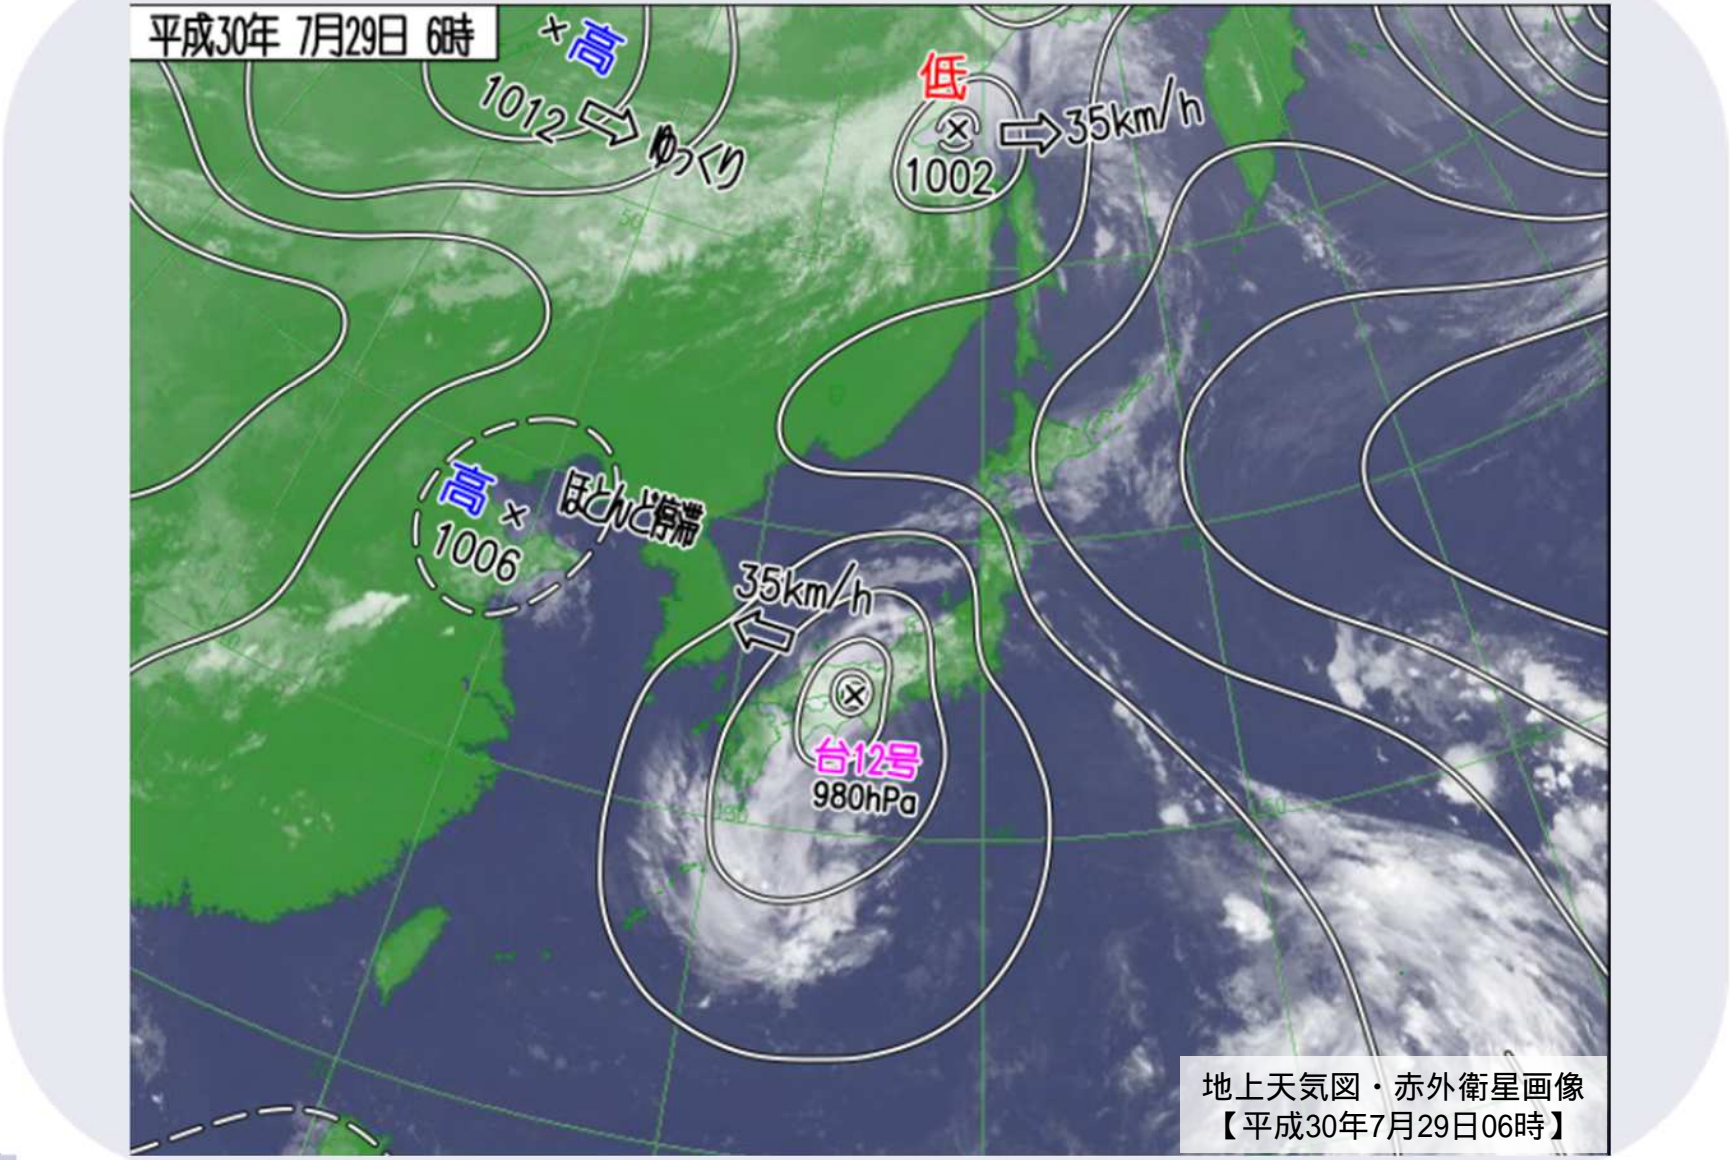 平成30年 7月29日 6時
高
1012
ゆっくり
低
35km/h
1002
50
高
ほとんど停滞
1006
35km/h
台12号
980hPa
130
150
地上天気図・赤外衛星画像
【平成30年7月29日06時】